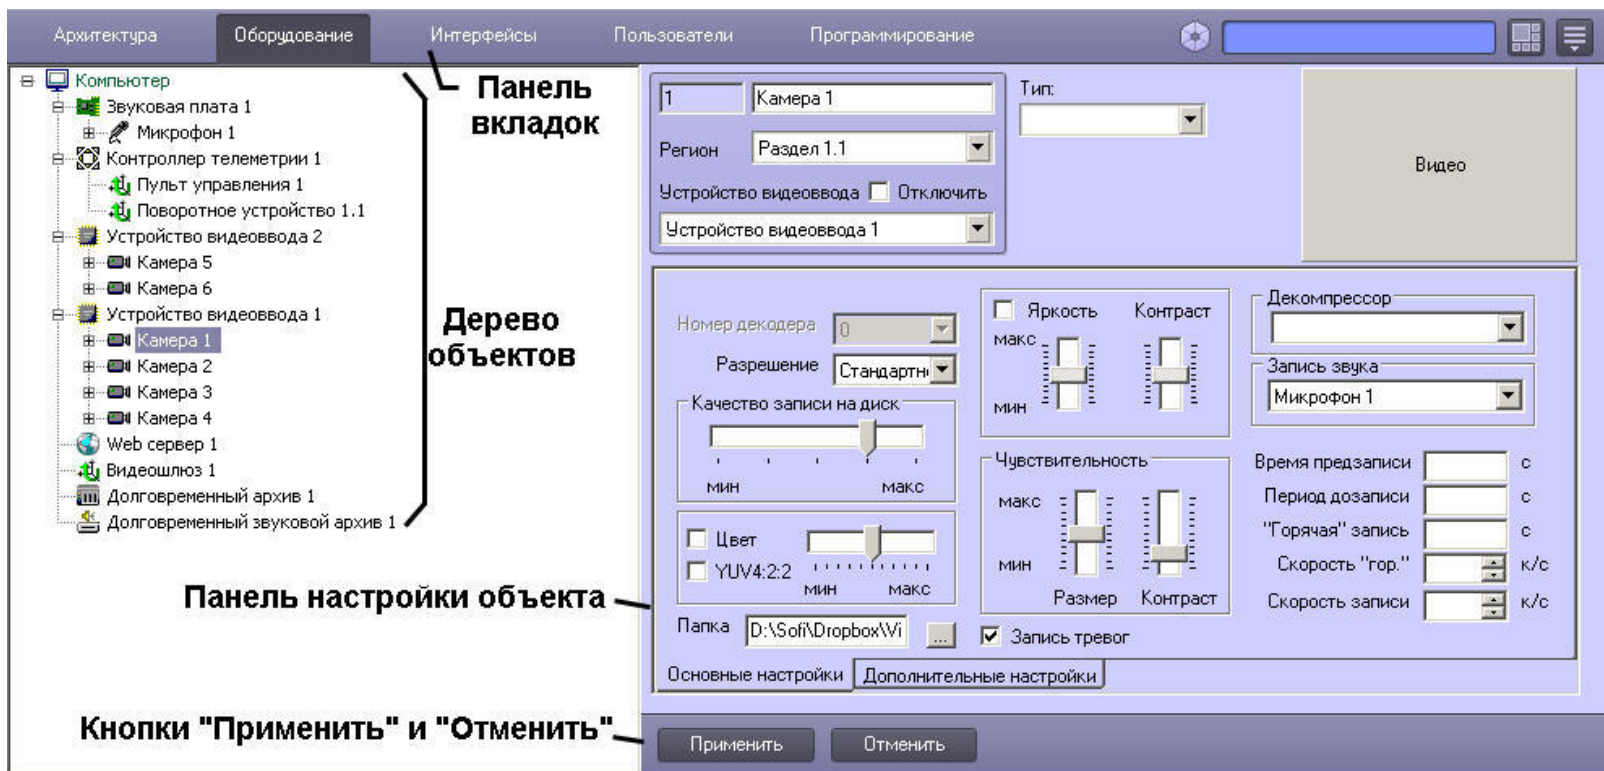 Архитектура Оборудование Интерфейсы Пользователи Программирование
Компьютер
Звуковая плата 1
Микрофон 1
Контроллер телеметрии 1
Пульт управления 1
Поворотное устройство 1.1
Устройство видеоввода 2
Камера 5
Камера 6
Устройство видеоввода 1
Камера 1
Камера 2
Камера 3
Камера 4
Web сервер 1
Видеошлюз 1
Долговременный архив 1
Долговременный звуковой архив 1
Панель
вкладок
Дерево
объектов
Панель настройки объекта
Кнопки "Применить" и "Отменить"
1 Камера 1
Тип:
Регион Раздел 1.1
Устройство видеоввода Отключить
Устройство видеоввода 1
Видео
Номер декодера 0
Разрешение Стандартн
Качество записи на диск
мин макс
Цвет
YUV4:2:2
мин макс
Папка D:\Sofi\Dropbox\Vi ...
Яркость Контраст
макс
мин
Чувствительность
макс
мин
Размер Контраст
Запись тревог
Декомпрессор
Запись звука
Микрофон 1
Время предзаписи с
Период дозаписи с
"Горячая" запись с
Скорость "гор." к/с
Скорость записи к/с
Основные настройки Дополнительные настройки
Применить Отменить